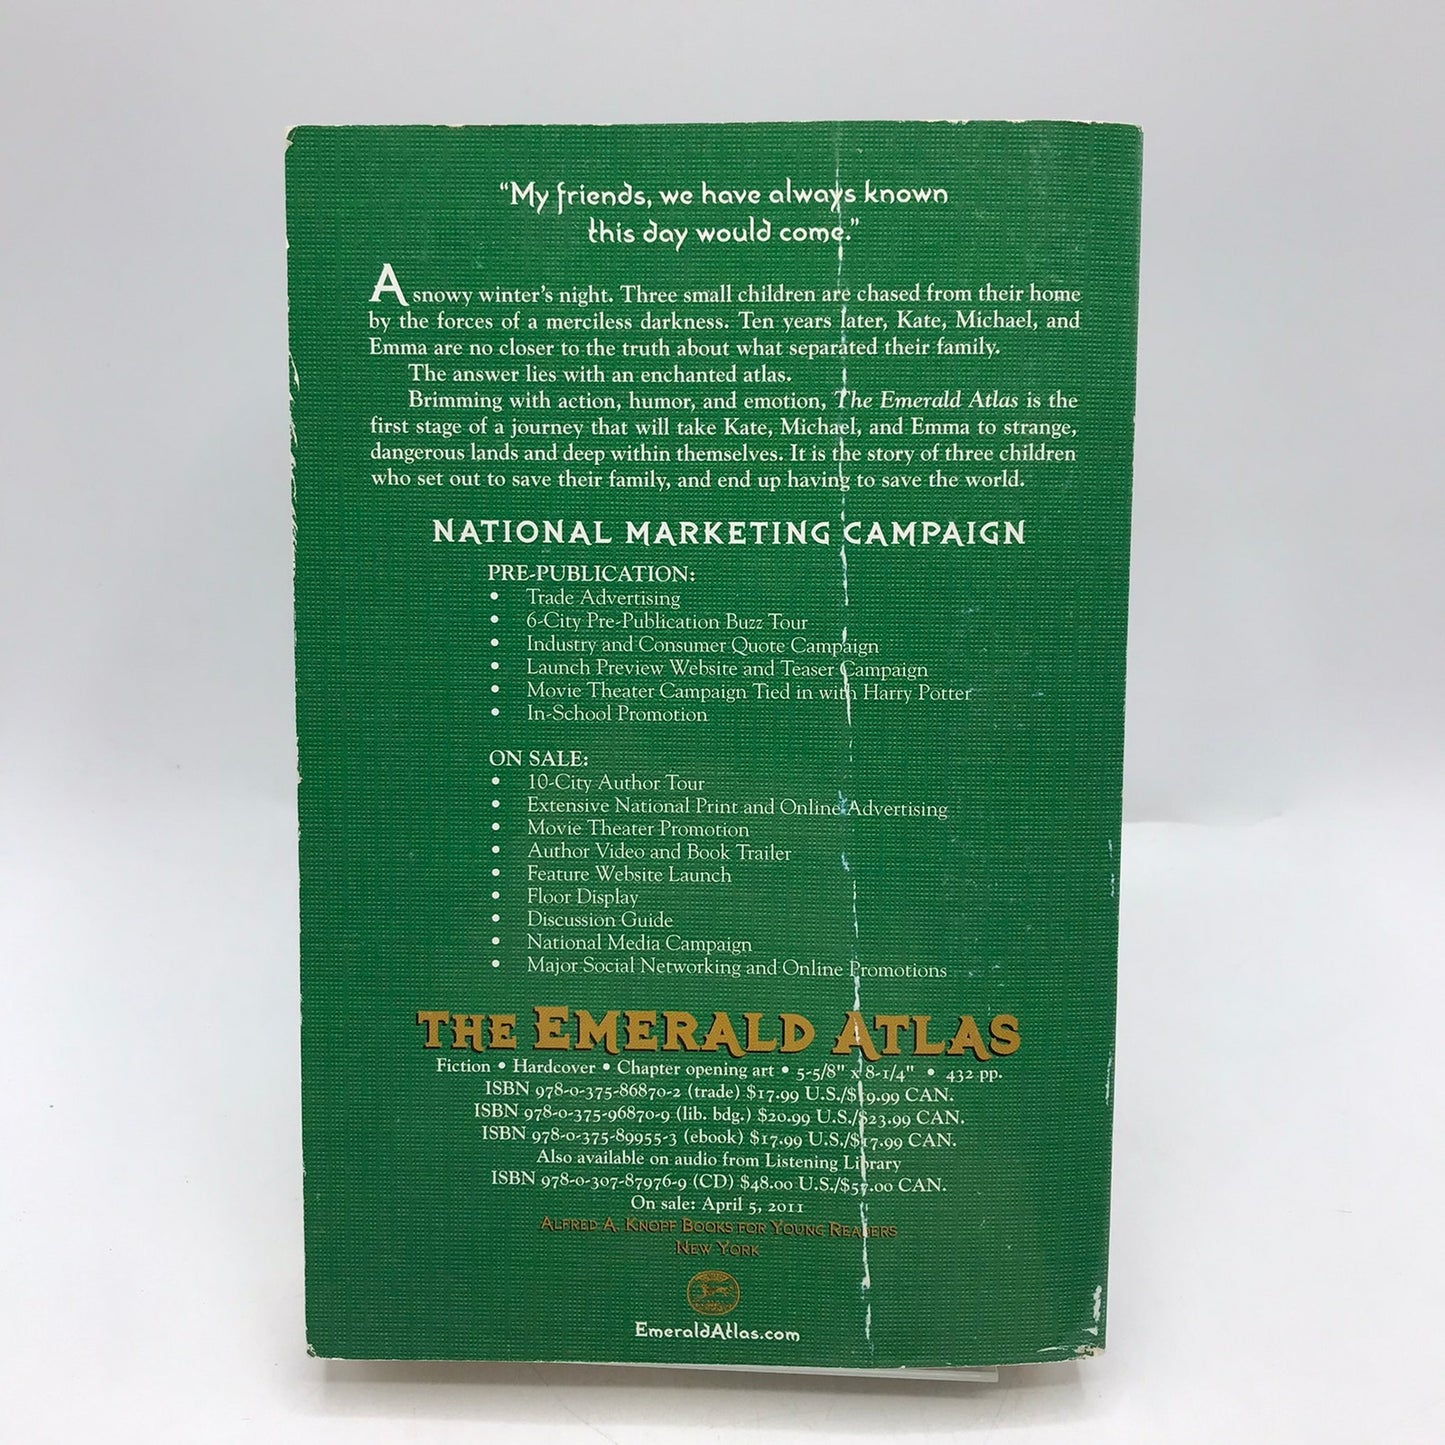 “My friends, we have always known
this day would come.”
A snowy winter’s night. Three small children are chased from their home
by the forces of a merciless darkness. Ten years later, Kate, Michael, and
Emma are no closer to the truth about what separated their family.
The answer lies with an enchanted atlas.
Brimming with action, humor, and emotion, The Emerald Atlas is the
first stage of a journey that will take Kate, Michael, and Emma to strange,
dangerous lands and deep within themselves. It is the story of three children
who set out to save their family, and end up having to save the world.
NATIONAL MARKETING CAMPAIGN
PRE-PUBLICATION:
• Trade Advertising
• 6-City Pre-Publication Buzz Tour
• Industry and Consumer Quote Campaign
• Launch Preview Website and Teaser Campaign
• Movie Theater Campaign Tied in with Harry Potter
• In-School Promotion
ON SALE:
• 10-City Author Tour
• Extensive National Print and Online Advertising
• Movie Theater Promotion
• Author Video and Book Trailer
• Feature Website Launch
• Floor Display
• Discussion Guide
• National Media Campaign
• Major Social Networking and Online Promotions
THE EMERALD ATLAS
Fiction • Hardcover • Chapter opening art • 5-5/8" x 8-1/4" • 432 pp.
ISBN 978-0-375-86870-2 (trade) $17.99 U.S./$19.99 CAN.
ISBN 978-0-375-96870-9 (lib. bdg.) $20.99 U.S./$23.99 CAN.
ISBN 978-0-375-89955-3 (ebook) $17.99 U.S./$17.99 CAN.
Also available on audio from Listening Library
ISBN 978-0-307-87976-9 (CD) $48.00 U.S./$57.00 CAN.
On sale: April 5, 2011
ALFRED A. KNOPF BOOKS FOR YOUNG READERS
NEW YORK
EmeraldAtlas.com